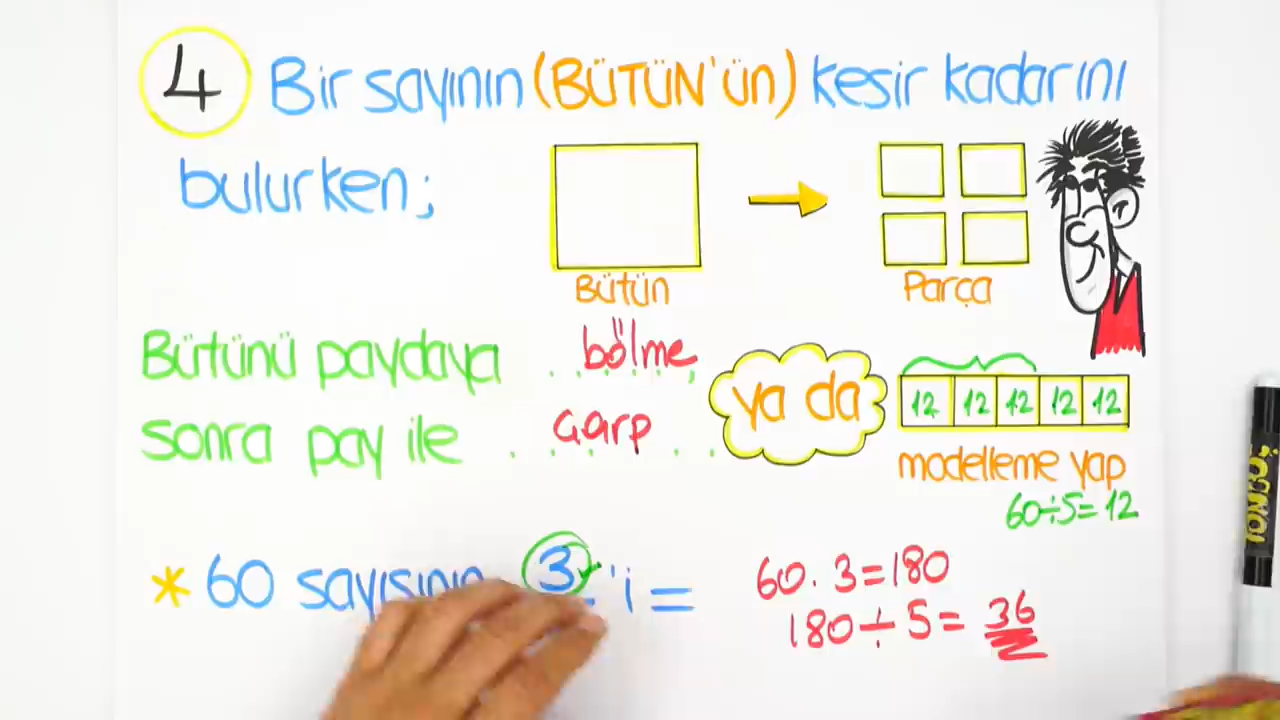 4 Bir sayının (BÜTÜN'ün) kesir kadarını
bulurken;
Bütün
Parça
Bütünü paydaya bölme,
sonra pay ile çarp
ya da
12 12 12 12 12
modelleme yap
60÷5=12
* 60 sayısının 3 'i =
60.3=180
180÷5=36
TONGUÇ